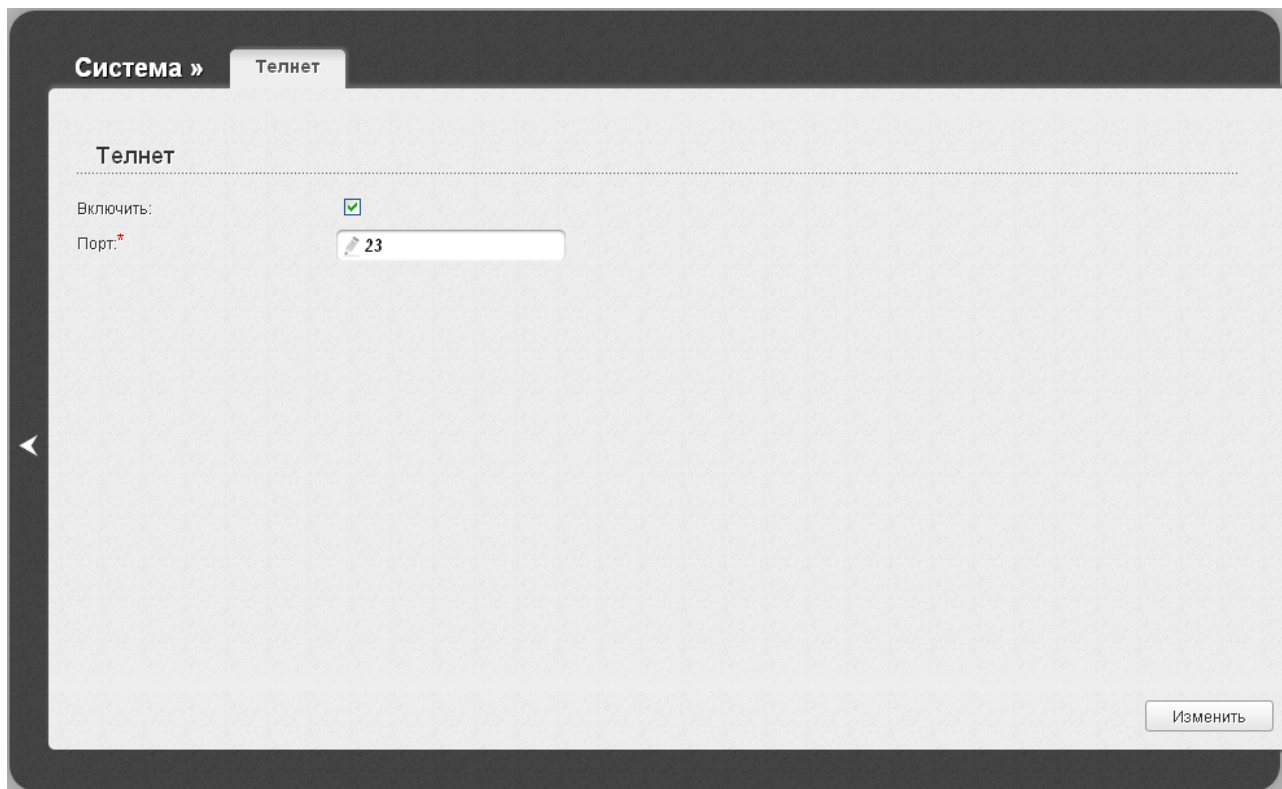 Система »
Телнет
Телнет
Включить:
Порт:*
23
Изменить